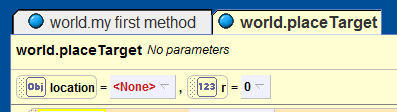 world.my first method world.placeTarget
world.placeTarget No parameters
Obj location = <None> , 123 r = 0